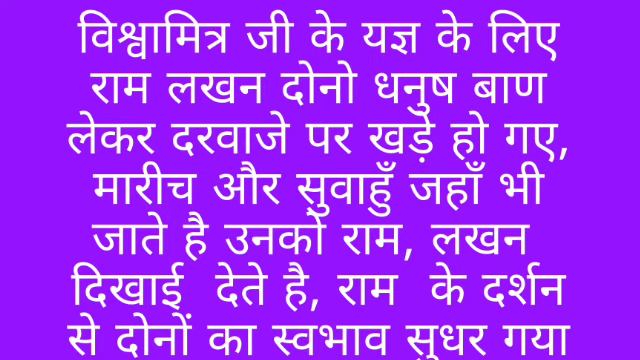 विश्वामित्र जी के यज्ञ के लिए
राम लखन दोनो धनुष बाण
लेकर दरवाजे पर खड़े हो गए,
मारीच और सुवाहुँ जहाँ भी
जाते है उनको राम, लखन
दिखाई देते है, राम के दर्शन
से दोनों का स्वभाव सुधर गया